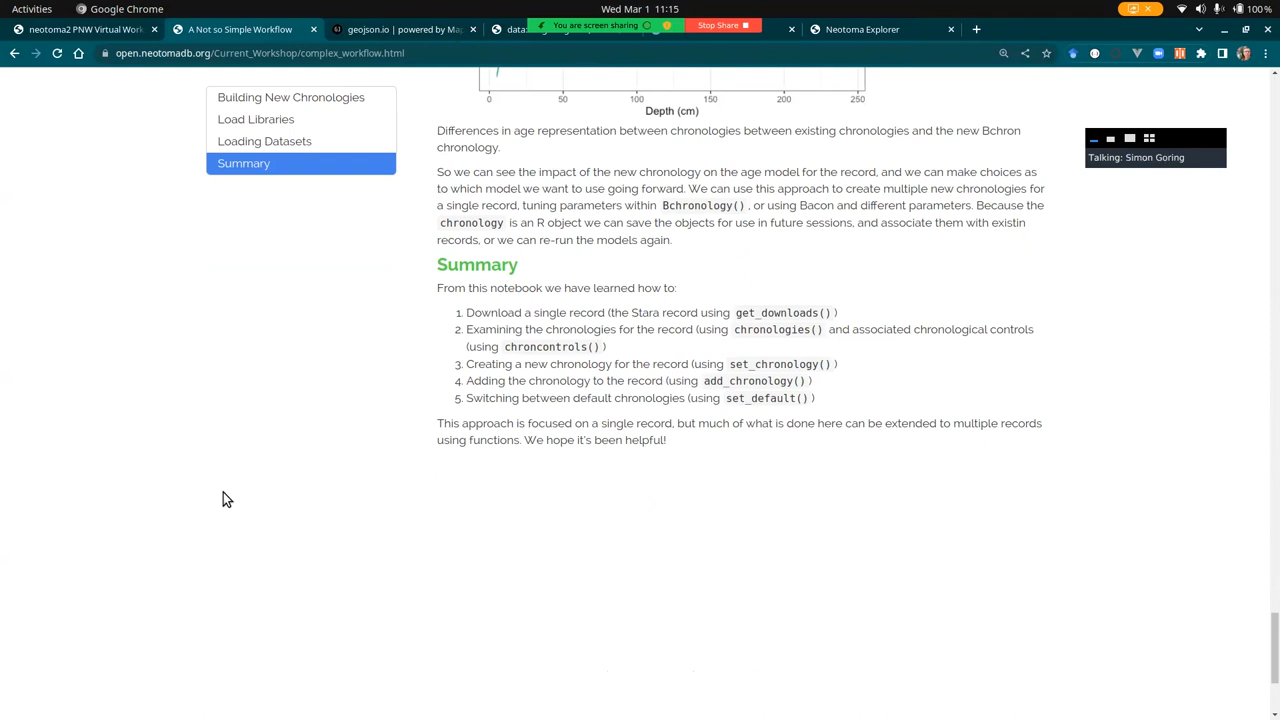 Activities
Google Chrome
Wed Mar 1 11:15
100 %
neotoma2 PNW Virtual Work
A Not so Simple Workflow
geojson.io | powered by Ma
data:
You are screen sharing
Stop Share
Neotoma Explorer
open.neotomadb.org/Current_Workshop/complex_workflow.html
Building New Chronologies
Load Libraries
Loading Datasets
Summary
0 50 100 150 200 250
Depth (cm)
Talking: Simon Goring
Differences in age representation between chronologies between existing chronologies and the new Bchron
chronology.
So we can see the impact of the new chronology on the age model for the record, and we can make choices as
to which model we want to use going forward. We can use this approach to create multiple new chronologies for
a single record, tuning parameters within Bchronology() , or using Bacon and different parameters. Because the
chronology is an R object we can save the objects for use in future sessions, and associate them with existin
records, or we can re-run the models again.
Summary
From this notebook we have learned how to:
1. Download a single record (the Stara record using get_downloads() )
2. Examining the chronologies for the record (using chronologies() and associated chronological controls
(using chroncontrols() )
3. Creating a new chronology for the record (using set_chronology() )
4. Adding the chronology to the record (using add_chronology() )
5. Switching between default chronologies (using set_default() )
This approach is focused on a single record, but much of what is done here can be extended to multiple records
using functions. We hope it's been helpful!